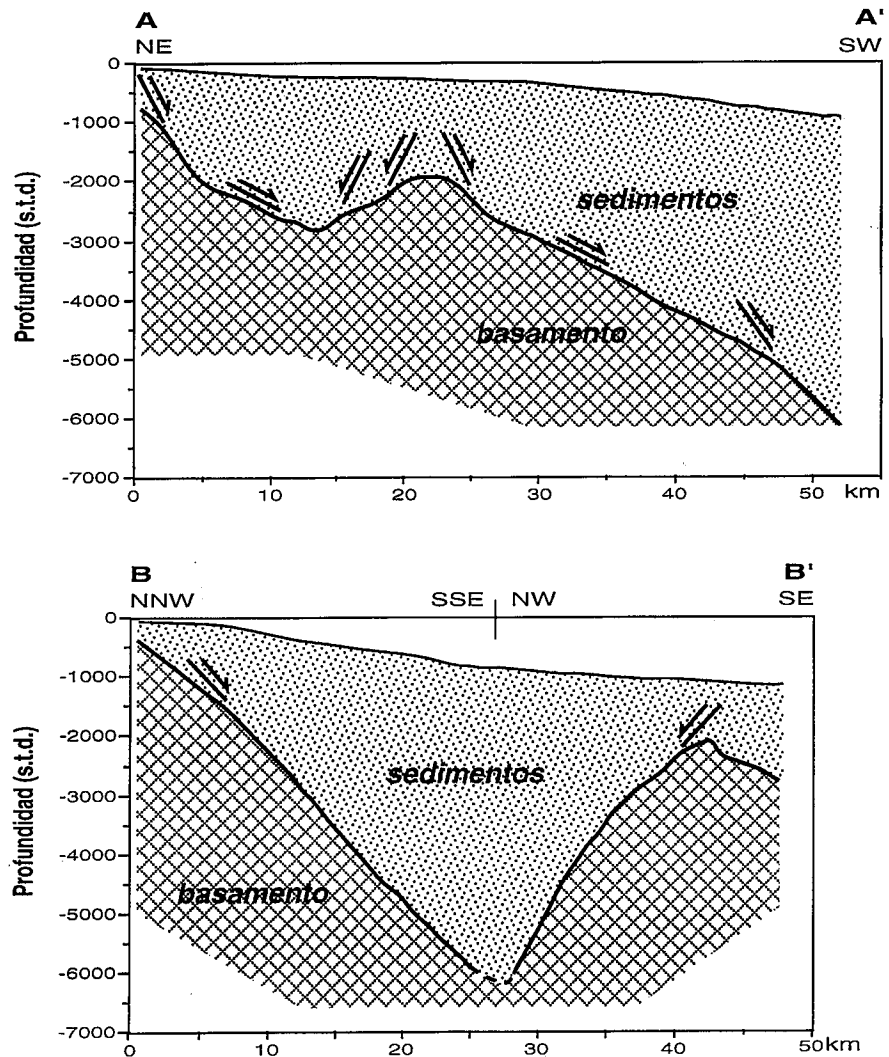 A A'
NE SW
Profundidad (s.t.d.)
0
-1000
-2000
-3000
-4000
-5000
-6000
-7000
sedimentos
basamento
0 10 20 30 40 50 km
B B'
NNW SSE NW SE
Profundidad (s.t.d.)
0
-1000
-2000
-3000
-4000
-5000
-6000
-7000
sedimentos
basamento
0 10 20 30 40 50km